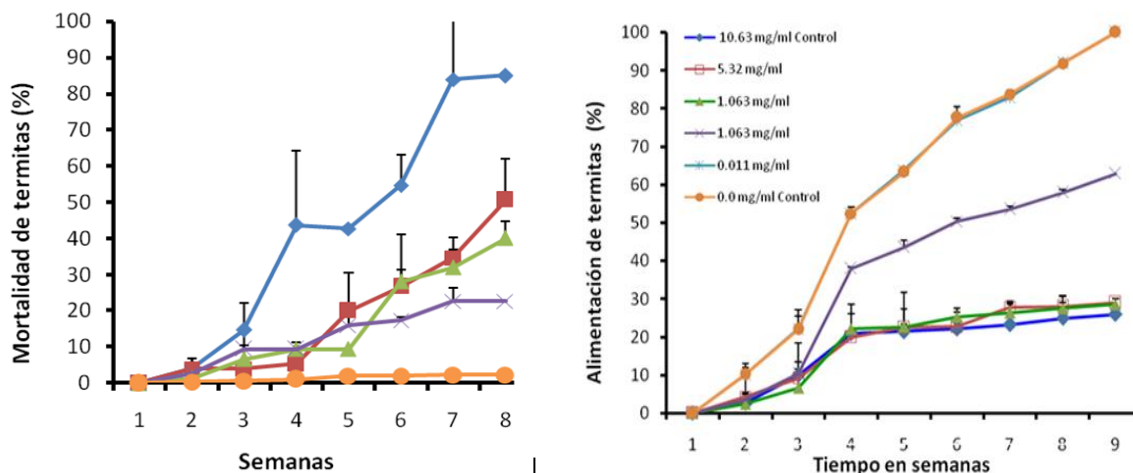 Mortalidad de termitas (%)
100
90
80
70
60
50
40
30
20
10
0
1 2 3 4 5 6 7 8
Semanas
Alimentación de termitas (%)
100
90
80
70
60
50
40
30
20
10
0
10.63 mg/ml Control
5.32 mg/ml
1.063 mg/ml
1.063 mg/ml
0.011 mg/ml
0.0 mg/ml Control
1 2 3 4 5 6 7 8 9
Tiempo en semanas